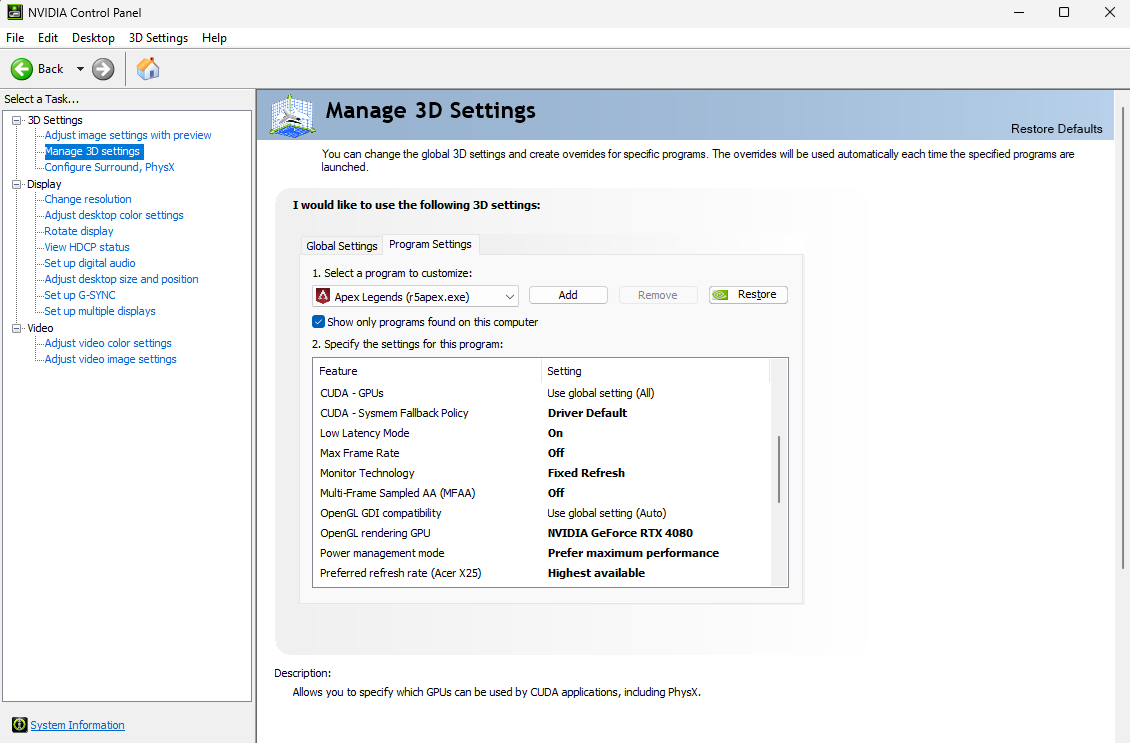 NVIDIA Control Panel
File Edit Desktop 3D Settings Help
Back
Select a Task...
3D Settings
Adjust image settings with preview
Manage 3D settings
Configure Surround, PhysX
Display
Change resolution
Adjust desktop color settings
Rotate display
View HDCP status
Set up digital audio
Adjust desktop size and position
Set up G-SYNC
Set up multiple displays
Video
Adjust video color settings
Adjust video image settings
System Information
Manage 3D Settings
Restore Defaults
You can change the global 3D settings and create overrides for specific programs. The overrides will be used automatically each time the specified programs are
launched.
I would like to use the following 3D settings:
Global Settings Program Settings
1. Select a program to customize:
Apex Legends (r5apex.exe) Add Remove Restore
Show only programs found on this computer
2. Specify the settings for this program:
Feature Setting
CUDA - GPUs Use global setting (All)
CUDA - Sysmem Fallback Policy Driver Default
Low Latency Mode On
Max Frame Rate Off
Monitor Technology Fixed Refresh
Multi-Frame Sampled AA (MFAA) Off
OpenGL GDI compatibility Use global setting (Auto)
OpenGL rendering GPU NVIDIA GeForce RTX 4080
Power management mode Prefer maximum performance
Preferred refresh rate (Acer X25) Highest available
Description:
Allows you to specify which GPUs can be used by CUDA applications, including PhysX.